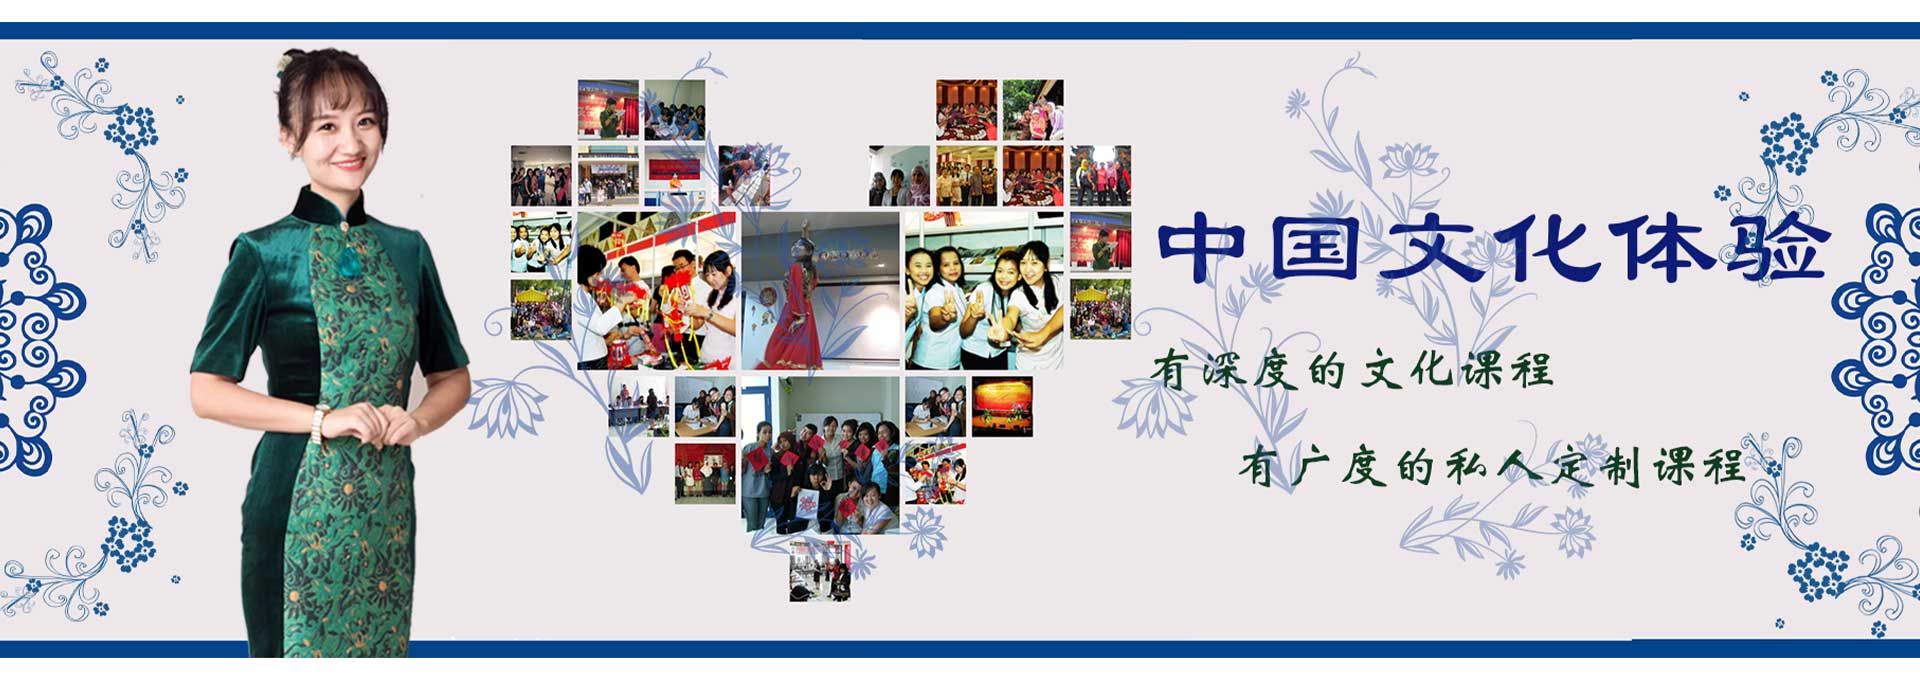 中国文化体验
有深度的文化课程
有广度的私人定制课程